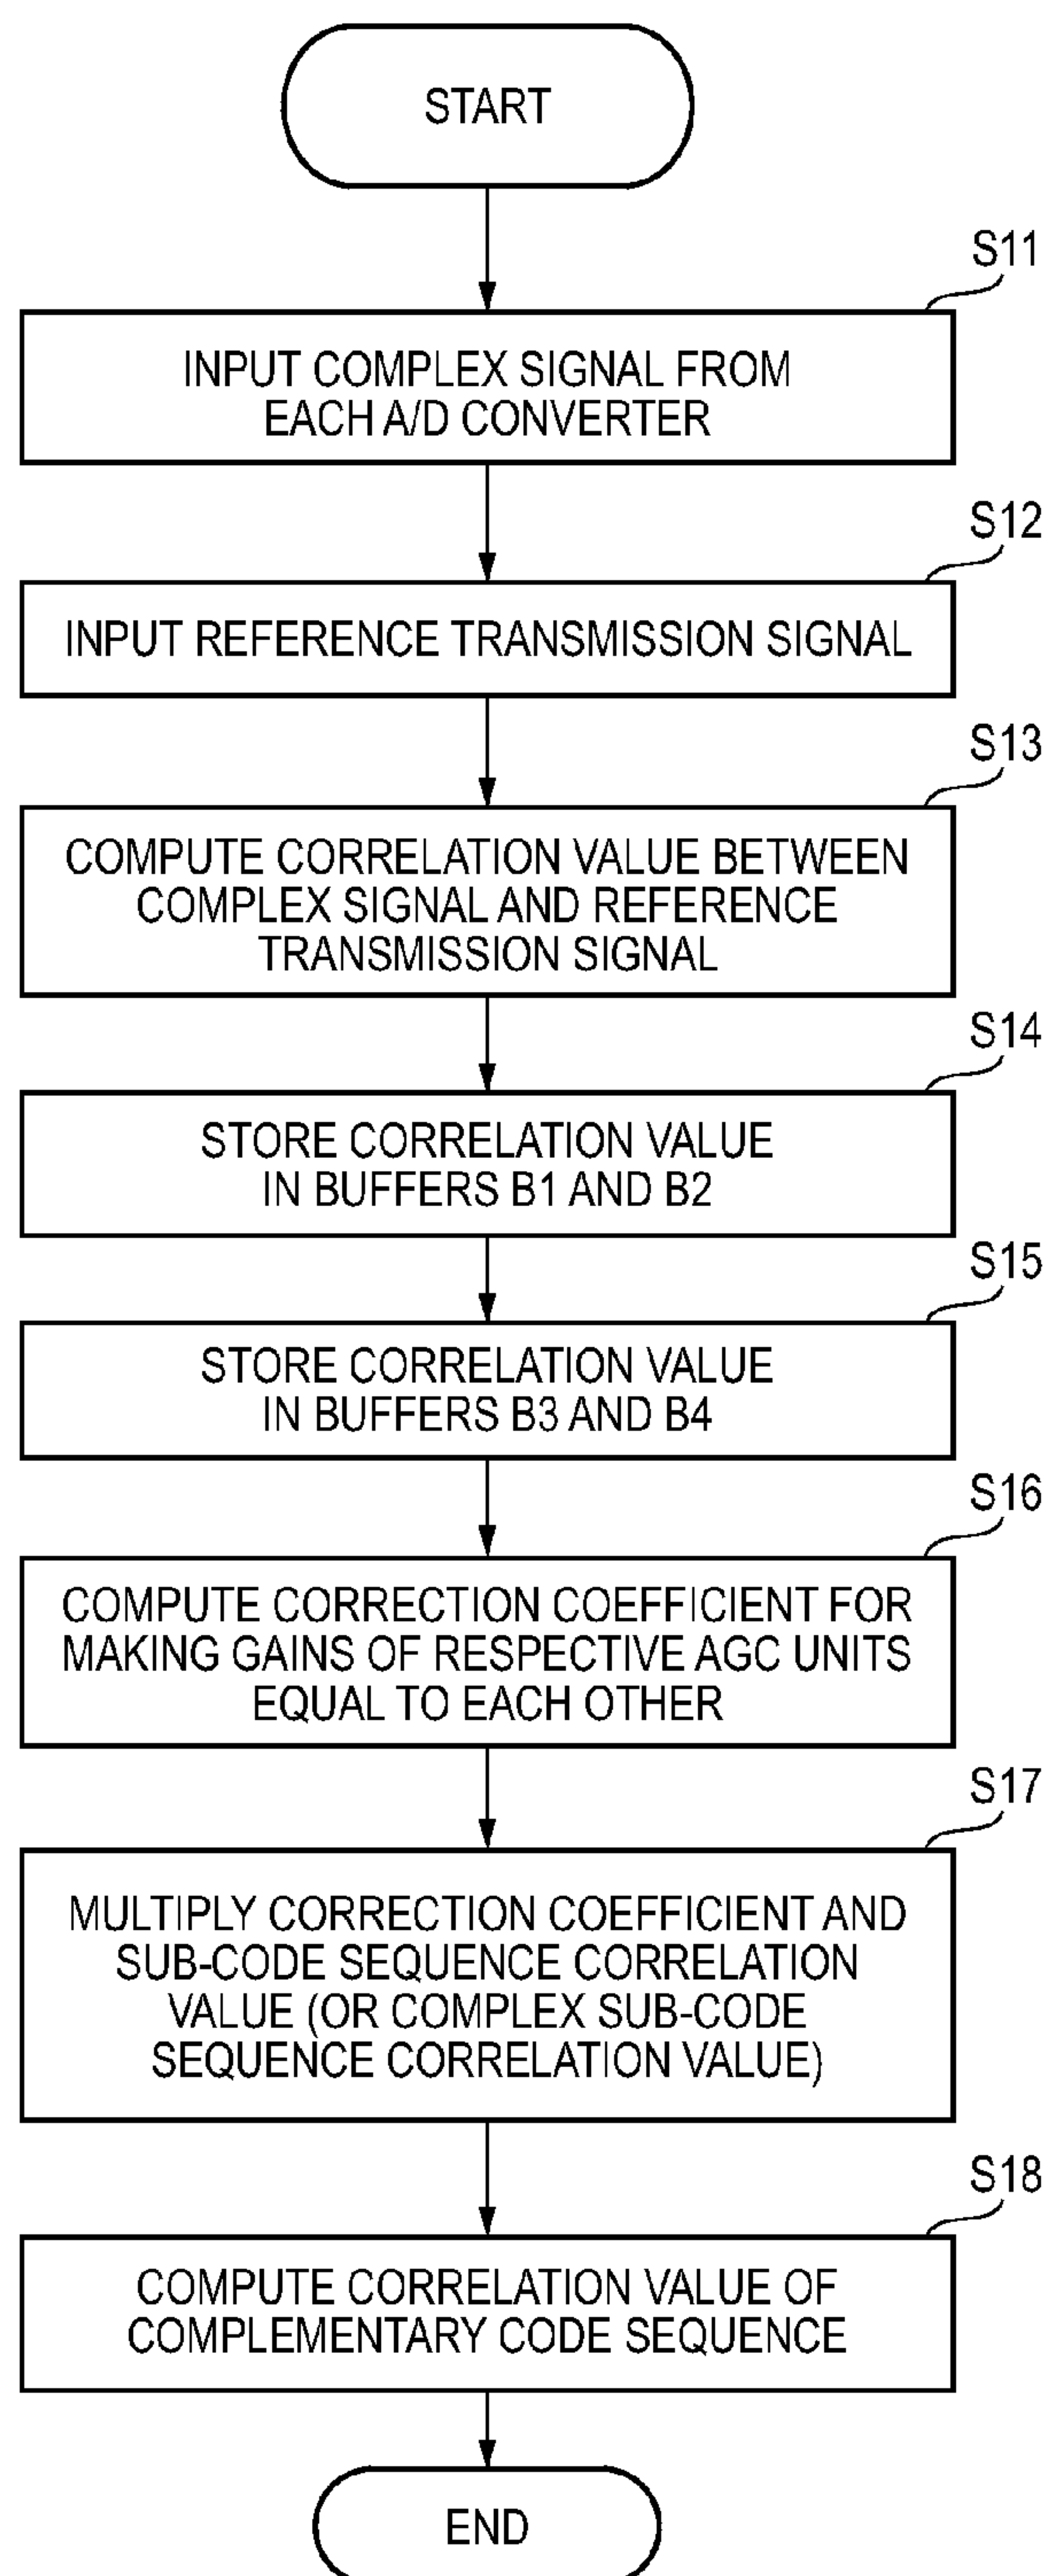 START
S11
INPUT COMPLEX SIGNAL FROM
EACH A/D CONVERTER
S12
INPUT REFERENCE TRANSMISSION SIGNAL
S13
COMPUTE CORRELATION VALUE BETWEEN
COMPLEX SIGNAL AND REFERENCE
TRANSMISSION SIGNAL
S14
STORE CORRELATION VALUE
IN BUFFERS B1 AND B2
S15
STORE CORRELATION VALUE
IN BUFFERS B3 AND B4
S16
COMPUTE CORRECTION COEFFICIENT FOR
MAKING GAINS OF RESPECTIVE AGC UNITS
EQUAL TO EACH OTHER
S17
MULTIPLY CORRECTION COEFFICIENT AND
SUB-CODE SEQUENCE CORRELATION
VALUE (OR COMPLEX SUB-CODE
SEQUENCE CORRELATION VALUE)
S18
COMPUTE CORRELATION VALUE OF
COMPLEMENTARY CODE SEQUENCE
END